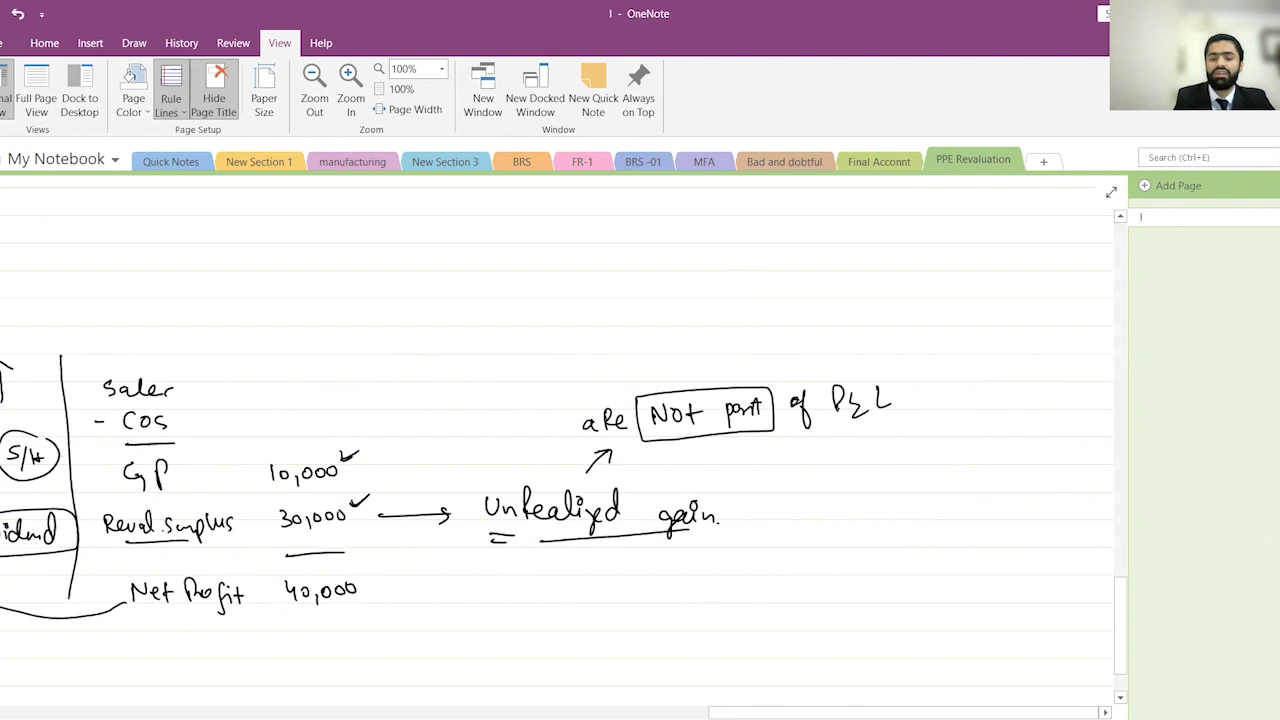 I - OneNote
Home Insert Draw History Review View Help
Full Page View
Dock to Desktop
Views
Page Color
Rule Lines
Hide Page Title
Page Setup
Paper Size
Zoom Out
Zoom In
100%
100%
Page Width
Zoom
New Window
New Docked Window
New Quick Note
Always on Top
Window
My Notebook
Quick Notes
New Section 1
manufacturing
New Section 3
BRS
FR-1
BRS -01
MFA
Bad and dobtful
Final Acconnt
PPE Revaluation
Search (Ctrl+E)
Add Page
I
Sales
- COS
S/H
GP 10,000
Reval. Surplus 30,000
Net Profit 40,000
are Not part of P&L
Unrealized gain.